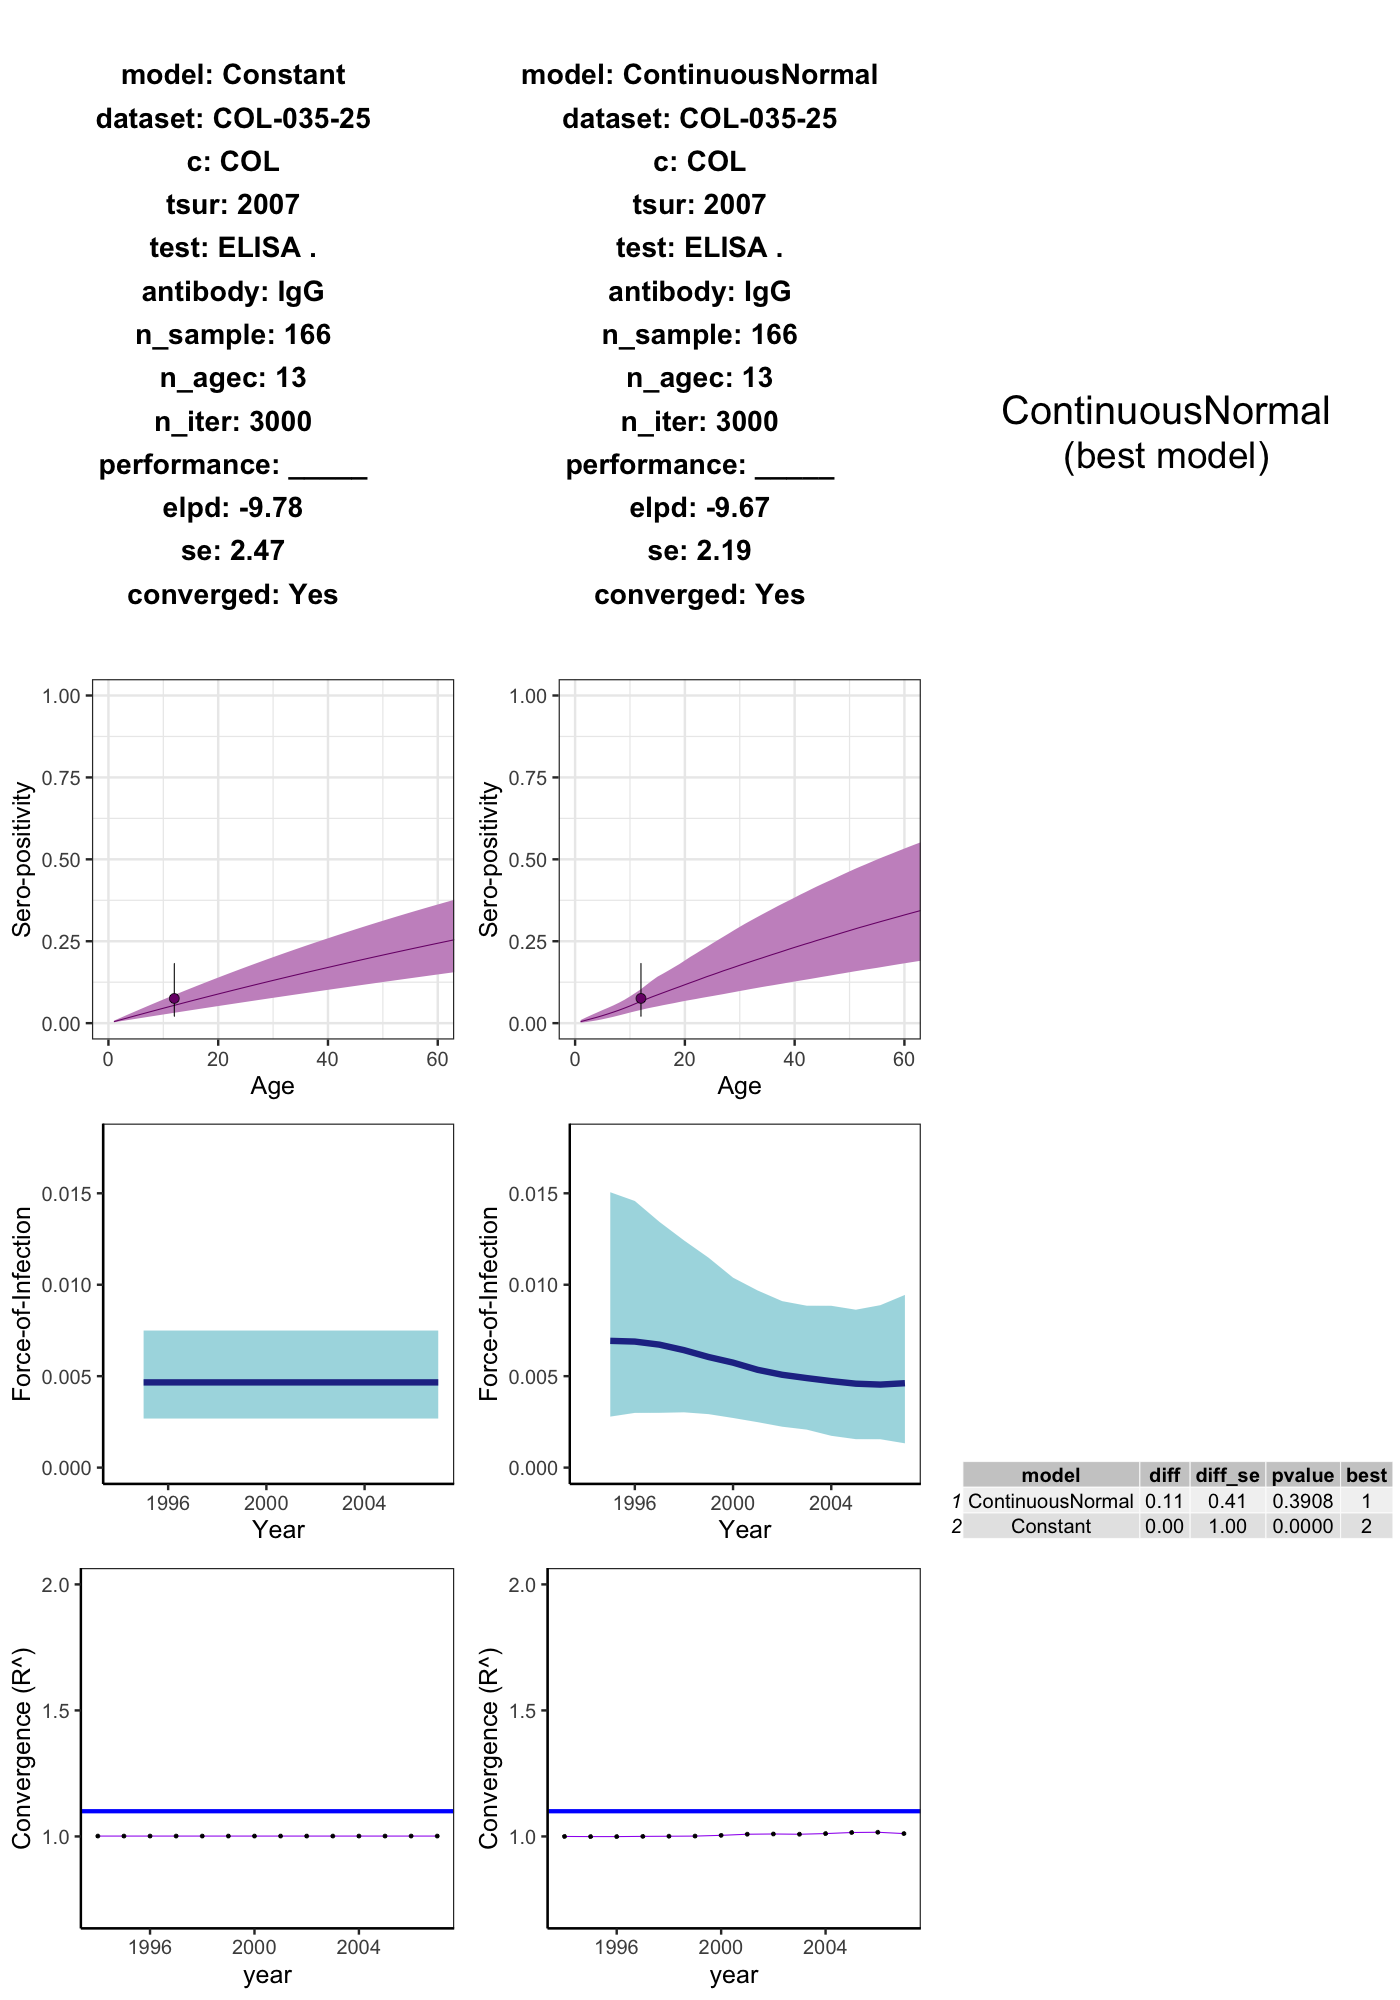 model: Constant
dataset: COL-035-25
c: COL
tsur: 2007
test: ELISA .
antibody: IgG
n_sample: 166
n_agec: 13
n_iter: 3000
performance: _____
elpd: -9.78
se: 2.47
converged: Yes
model: ContinuousNormal
dataset: COL-035-25
c: COL
tsur: 2007
test: ELISA .
antibody: IgG
n_sample: 166
n_agec: 13
n_iter: 3000
performance: _____
elpd: -9.67
se: 2.19
converged: Yes
ContinuousNormal
(best model)
Sero-positivity
1.00
0.75
0.50
0.25
0.00
0 20 40 60
Age
Sero-positivity
1.00
0.75
0.50
0.25
0.00
0 20 40 60
Age
Force-of-Infection
0.015
0.010
0.005
0.000
1996 2000 2004
Year
Force-of-Infection
0.015
0.010
0.005
0.000
1996 2000 2004
Year
model diff diff_se pvalue best
1 ContinuousNormal 0.11 0.41 0.3908 1
2 Constant 0.00 1.00 0.0000 2
Convergence (R^)
2.0
1.5
1.0
1996 2000 2004
year
Convergence (R^)
2.0
1.5
1.0
1996 2000 2004
year